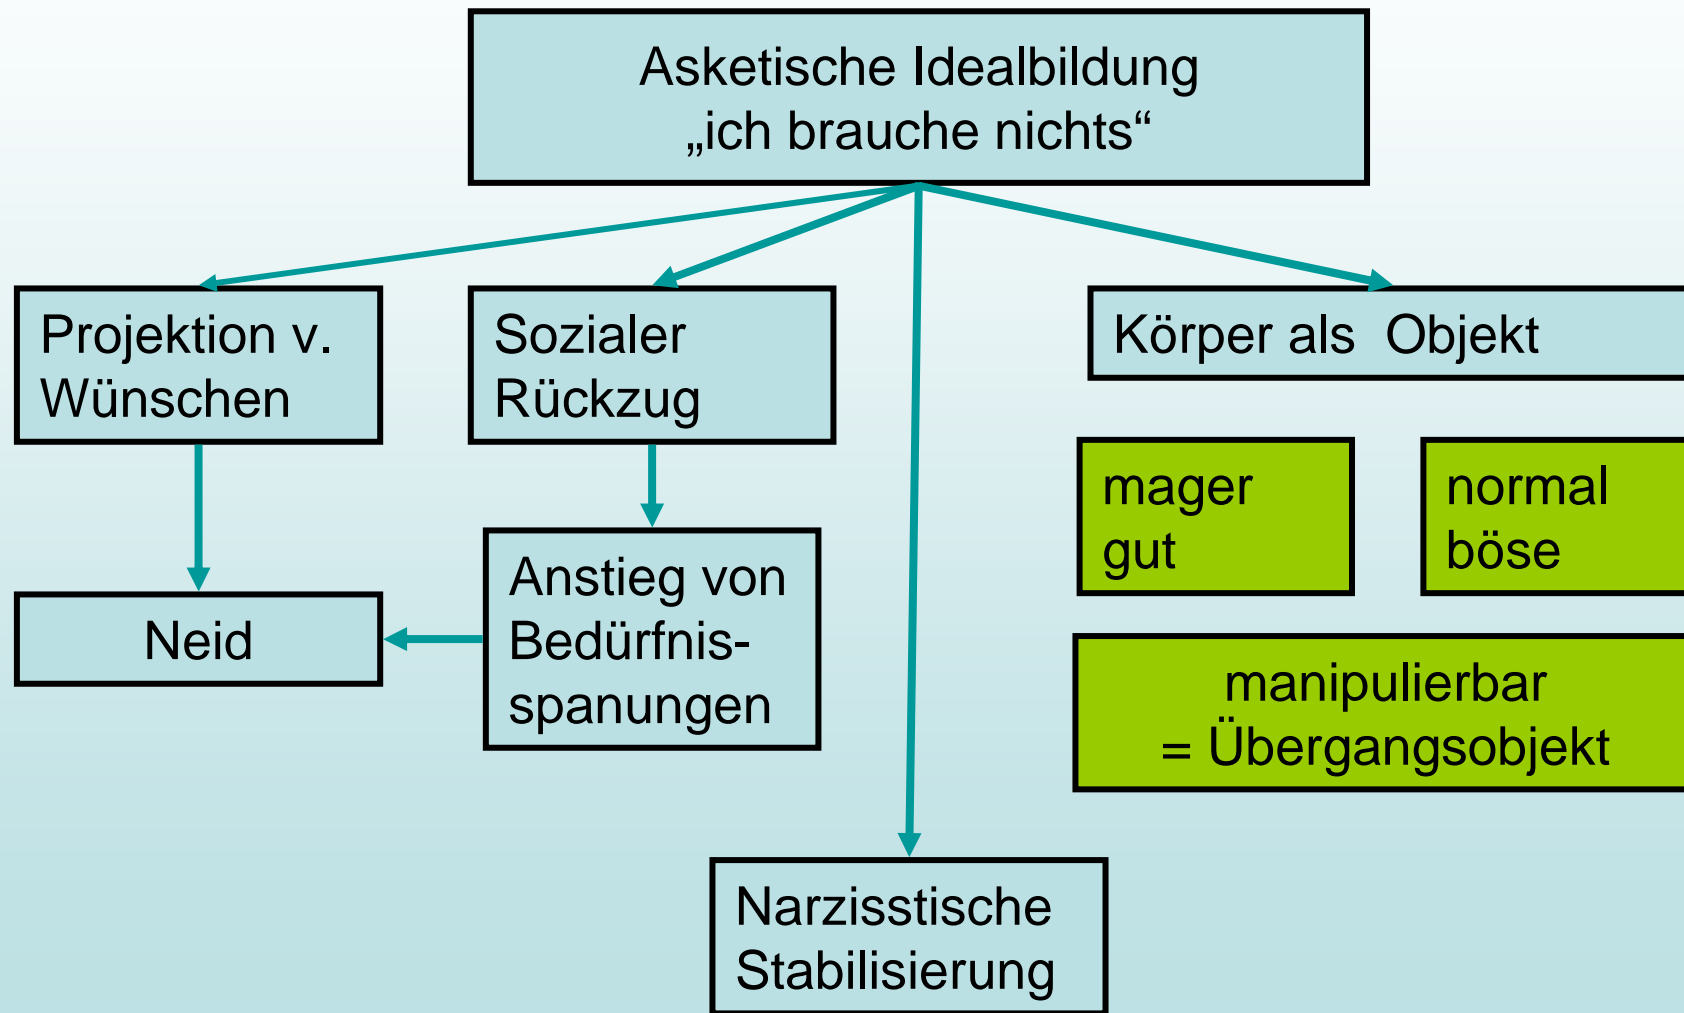 Asketische Idealbildung
„ich brauche nichts“
Projektion v.
Wünschen
Sozialer
Rückzug
Körper als  Objekt
mager
gut
normal
böse
Anstieg von
Bedürfnis-
spanungen
Neid
manipulierbar
= Übergangsobjekt
Narzisstische
Stabilisierung